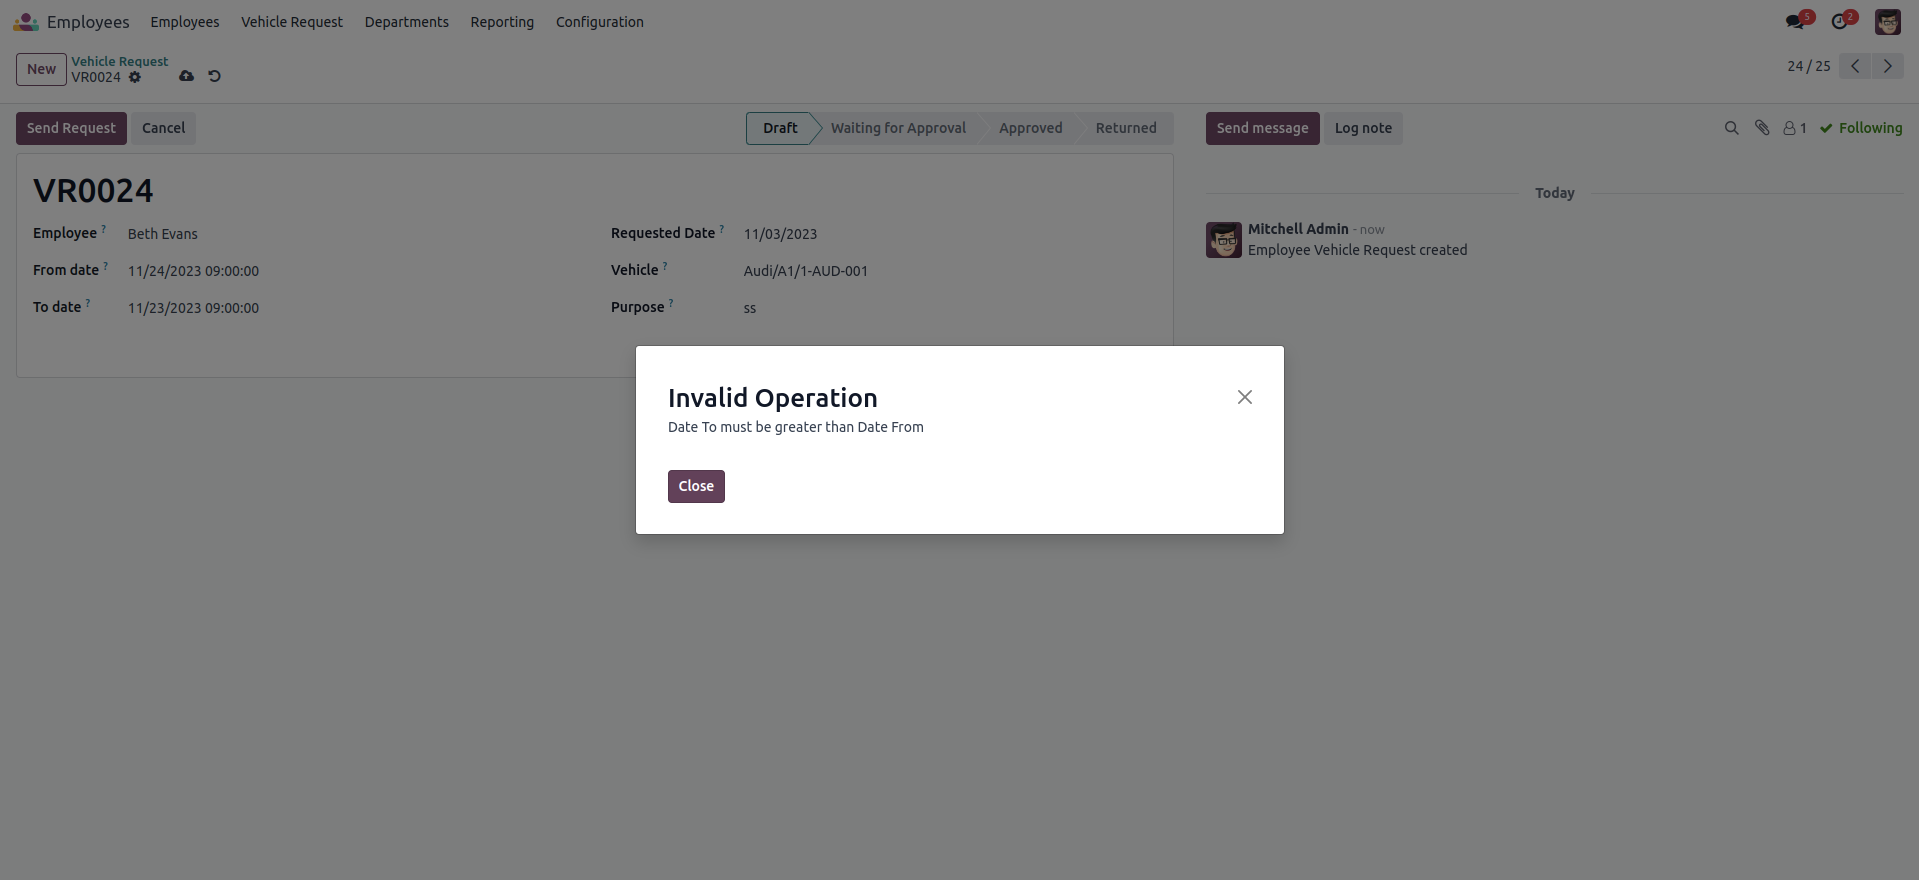 Employees Employees Vehicle Request Departments Reporting Configuration 5 2
New Vehicle Request
VR0024
24 / 25
Send Request Cancel Draft Waiting for Approval Approved Returned
Send message Log note 1 Following
VR0024
Employee ? Beth Evans
Requested Date ? 11/03/2023
From date ? 11/24/2023 09:00:00
Vehicle ? Audi/A1/1-AUD-001
To date ? 11/23/2023 09:00:00
Purpose ? ss
Today
Mitchell Admin - now
Employee Vehicle Request created
Invalid Operation
Date To must be greater than Date From
Close